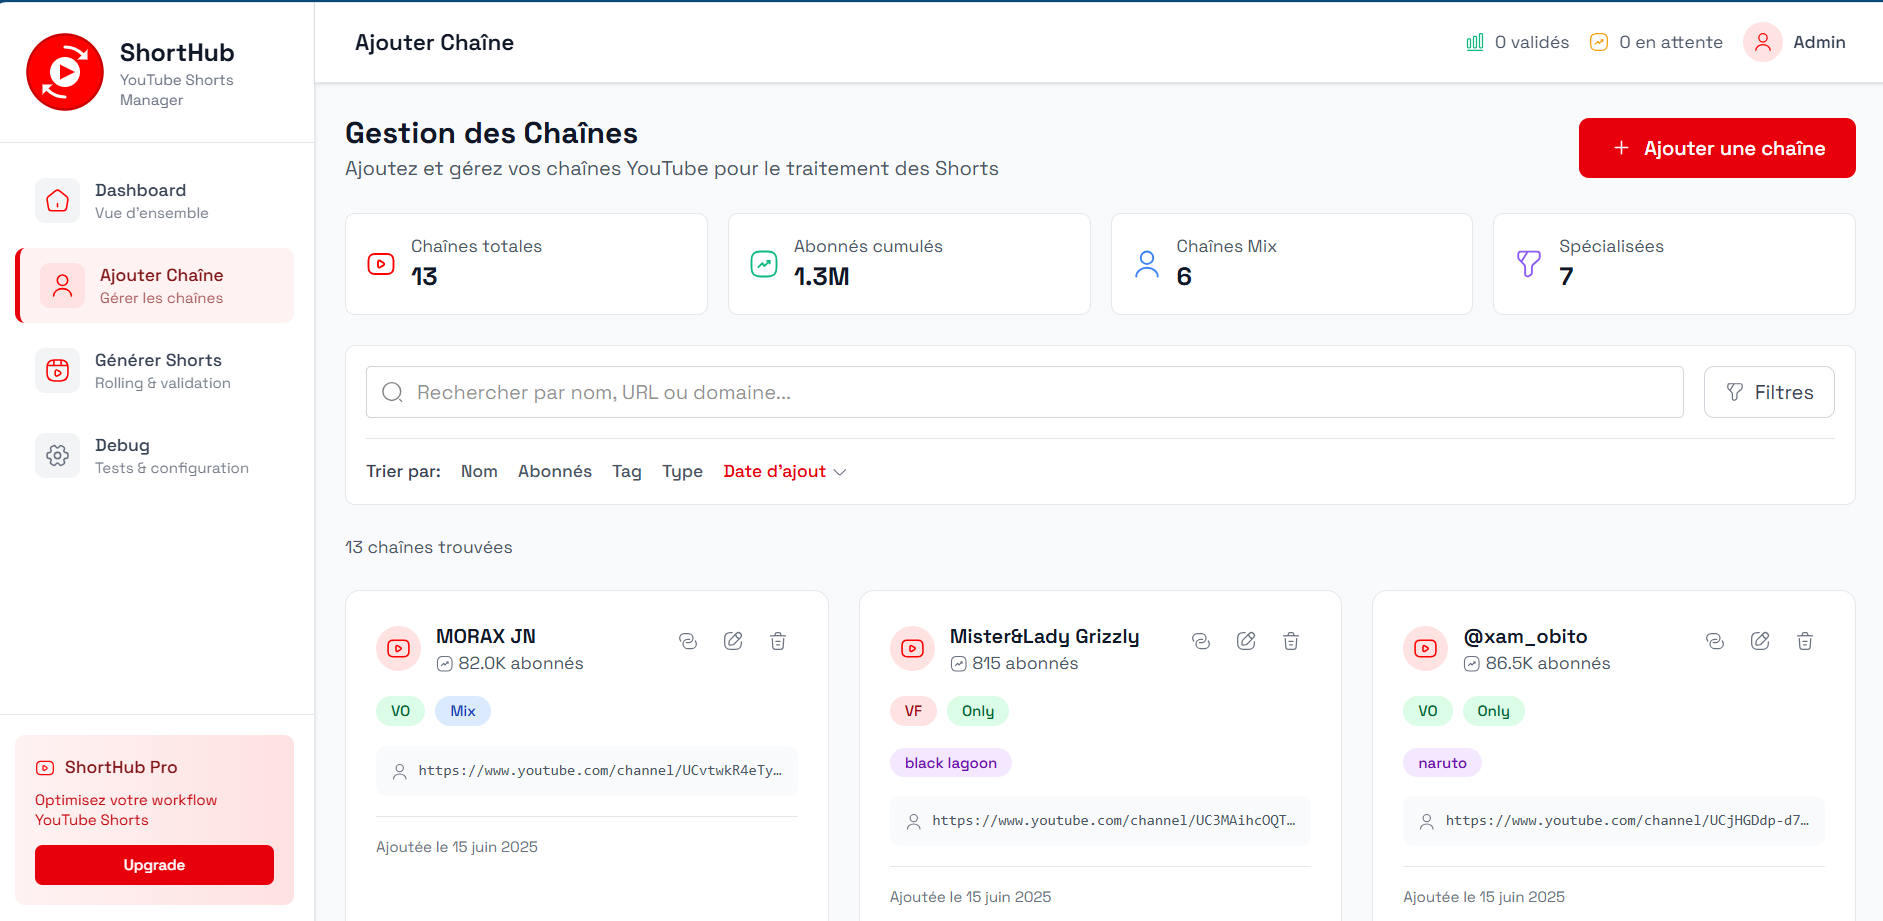 ShortHub
YouTube Shorts
Manager
Dashboard
Vue d'ensemble
Ajouter Chaîne
Gérer les chaînes
Générer Shorts
Rolling & validation
Debug
Tests & configuration
ShortHub Pro
Optimisez votre workflow
YouTube Shorts
Upgrade
Ajouter Chaîne
0 validés
0 en attente
Admin
Gestion des Chaînes
Ajoutez et gérez vos chaînes YouTube pour le traitement des Shorts
+ Ajouter une chaîne
Chaînes totales
13
Abonnés cumulés
1.3M
Chaînes Mix
6
Spécialisées
7
Rechercher par nom, URL ou domaine...
Filtres
Trier par: Nom Abonnés Tag Type Date d'ajout
13 chaînes trouvées
MORAX JN
82.0K abonnés
VO Mix
https://www.youtube.com/channel/UCvtwkR4eTy…
Ajoutée le 15 juin 2025
Mister&Lady Grizzly
815 abonnés
VF Only
black lagoon
https://www.youtube.com/channel/UC3MAihcOQT…
Ajoutée le 15 juin 2025
@xam_obito
86.5K abonnés
VO Only
naruto
https://www.youtube.com/channel/UCjHGDdp-d7…
Ajoutée le 15 juin 2025